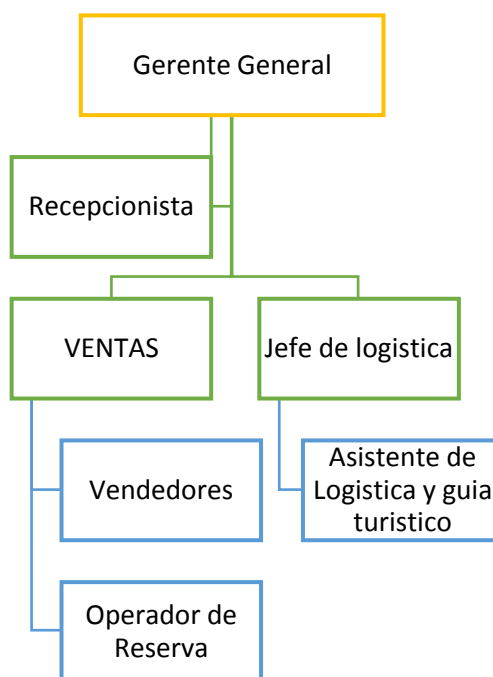 Gerente General
Recepcionista
VENTAS
Jefe de logistica
Vendedores
Asistente de
Logistica y guia
turistico
Operador de
Reserva